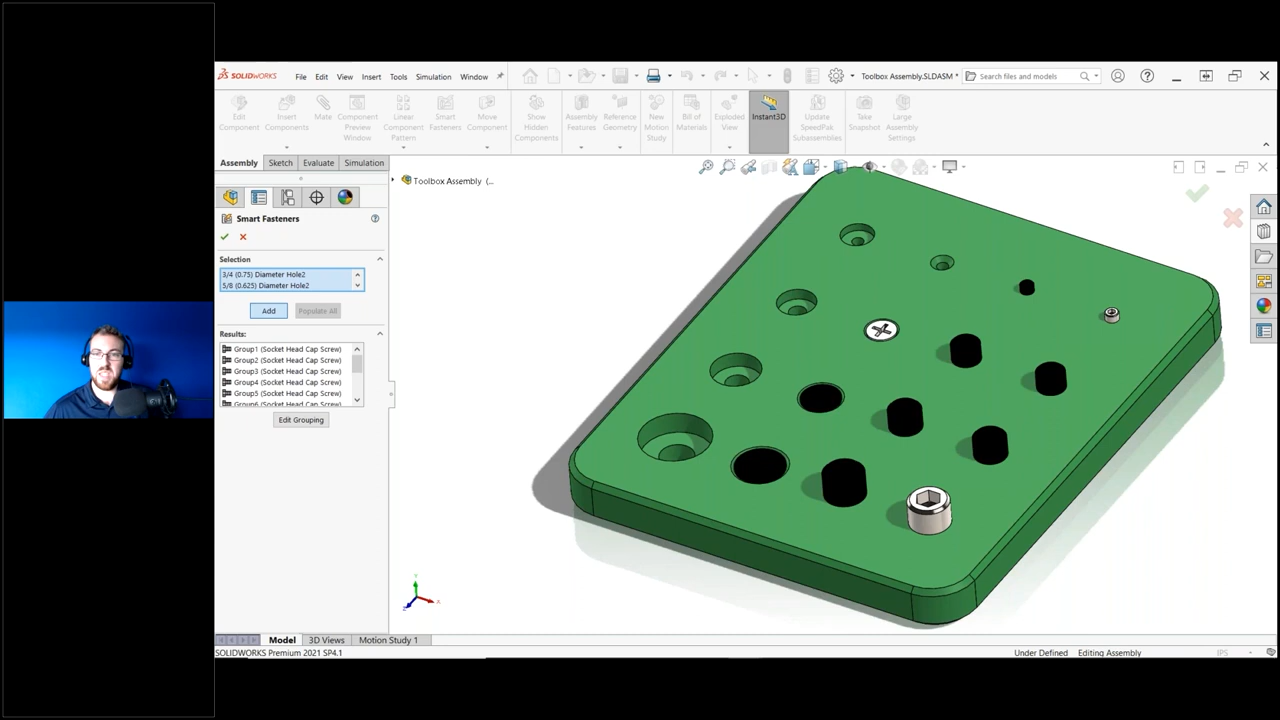 SOLIDWORKS File Edit View Insert Tools Simulation Window Toolbox Assembly.SLDASM * Search files and models
Edit Component
Insert Components
Mate
Component Preview Window
Linear Component Pattern
Smart Fasteners
Move Component
Show Hidden Components
Assembly Features
Reference Geometry
New Motion Study
Bill of Materials
Exploded View
Instant3D
Update SpeedPak Subassemblies
Take Snapshot
Large Assembly Settings
Assembly Sketch Evaluate Simulation
Toolbox Assembly (...
Smart Fasteners
Selection
3/4 (0.75) Diameter Hole2
5/8 (0.625) Diameter Hole2
Add Populate All
Results:
Group1 (Socket Head Cap Screw)
Group2 (Socket Head Cap Screw)
Group3 (Socket Head Cap Screw)
Group4 (Socket Head Cap Screw)
Group5 (Socket Head Cap Screw)
Group6 (Socket Head Cap Screw)
Edit Grouping
Model 3D Views Motion Study 1
SOLIDWORKS Premium 2021 SP4.1 Under Defined Editing Assembly IPS